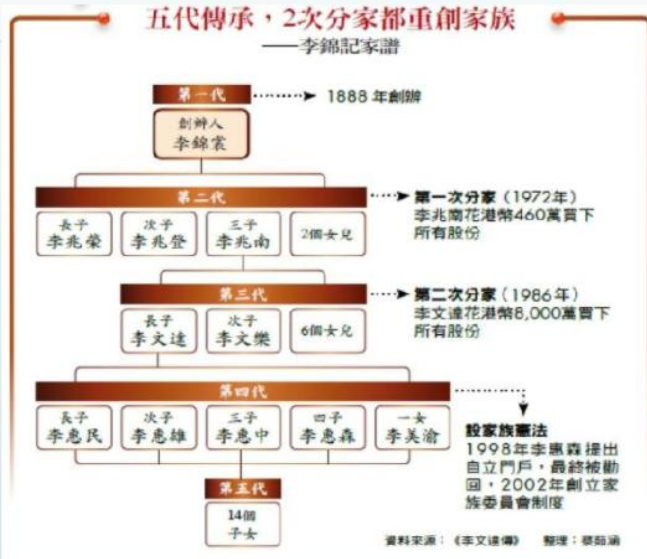 五代傳承，2次分家都重創家族
——李錦記家譜
第一代
1888年創辦
創辦人
李錦裳
第二代
長子
李兆榮
次子
李兆登
三子
李兆南
2個女兒
第一次分家（1972年）
李兆南花港幣460萬買下
所有股份
第三代
長子
李文達
次子
李文樂
6個女兒
第二次分家（1986年）
李文達花港幣8,000萬買下
所有股份
第四代
長子
李惠民
次子
李惠雄
三子
李惠中
四子
李惠森
一女
李美瑜
設家族憲法
1998年李惠森提出
自立門戶，最終被勸
回，2002年創立家
族委員會制度
第五代
14個
子女
資料來源：《李文達傳》
整理：蔡茹涵